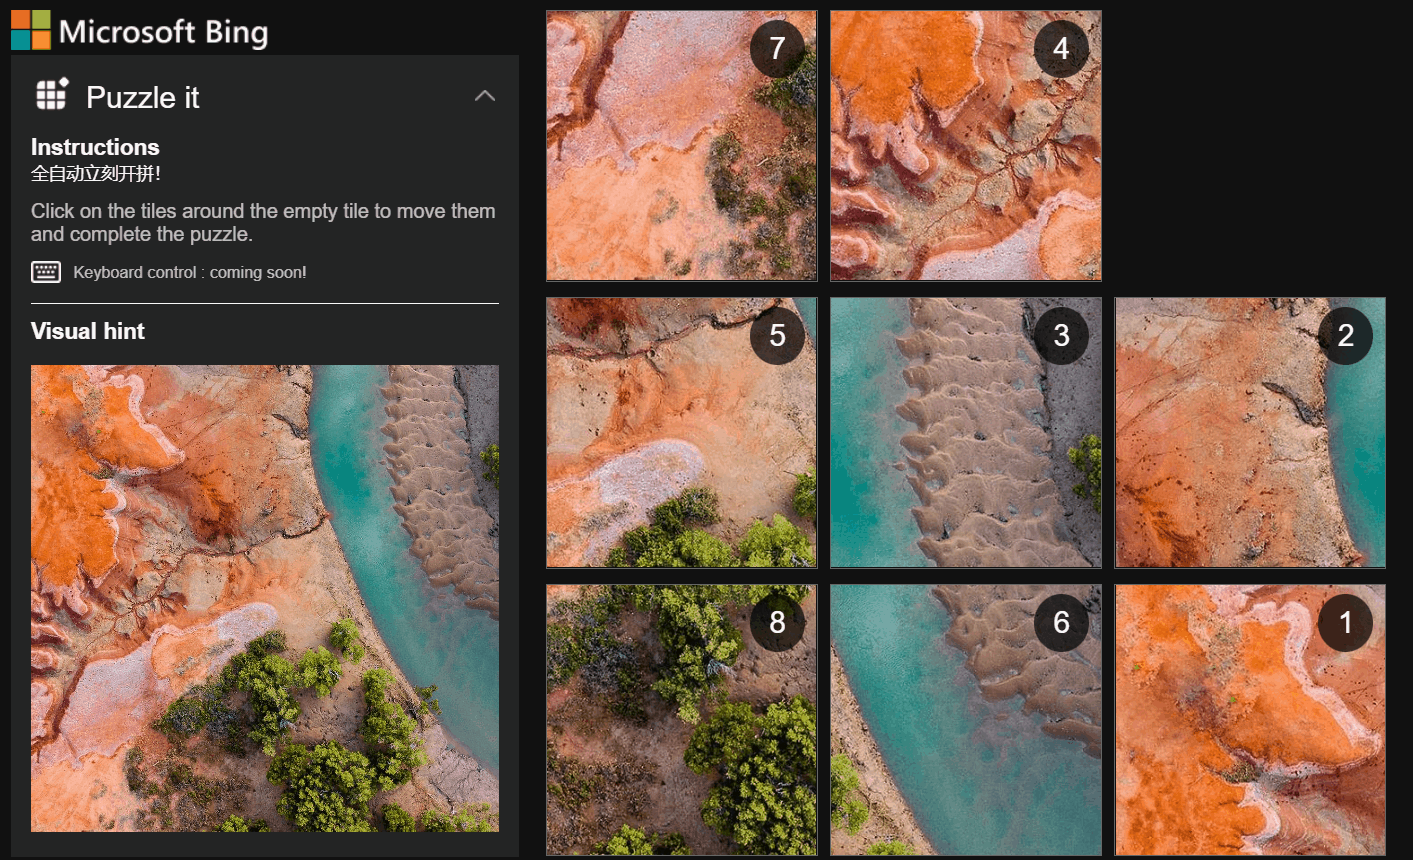 Microsoft Bing
Puzzle it
Instructions
全自动立刻开拼!
Click on the tiles around the empty tile to move them
and complete the puzzle.
Keyboard control : coming soon!
Visual hint
7
4
5
3
2
8
6
1